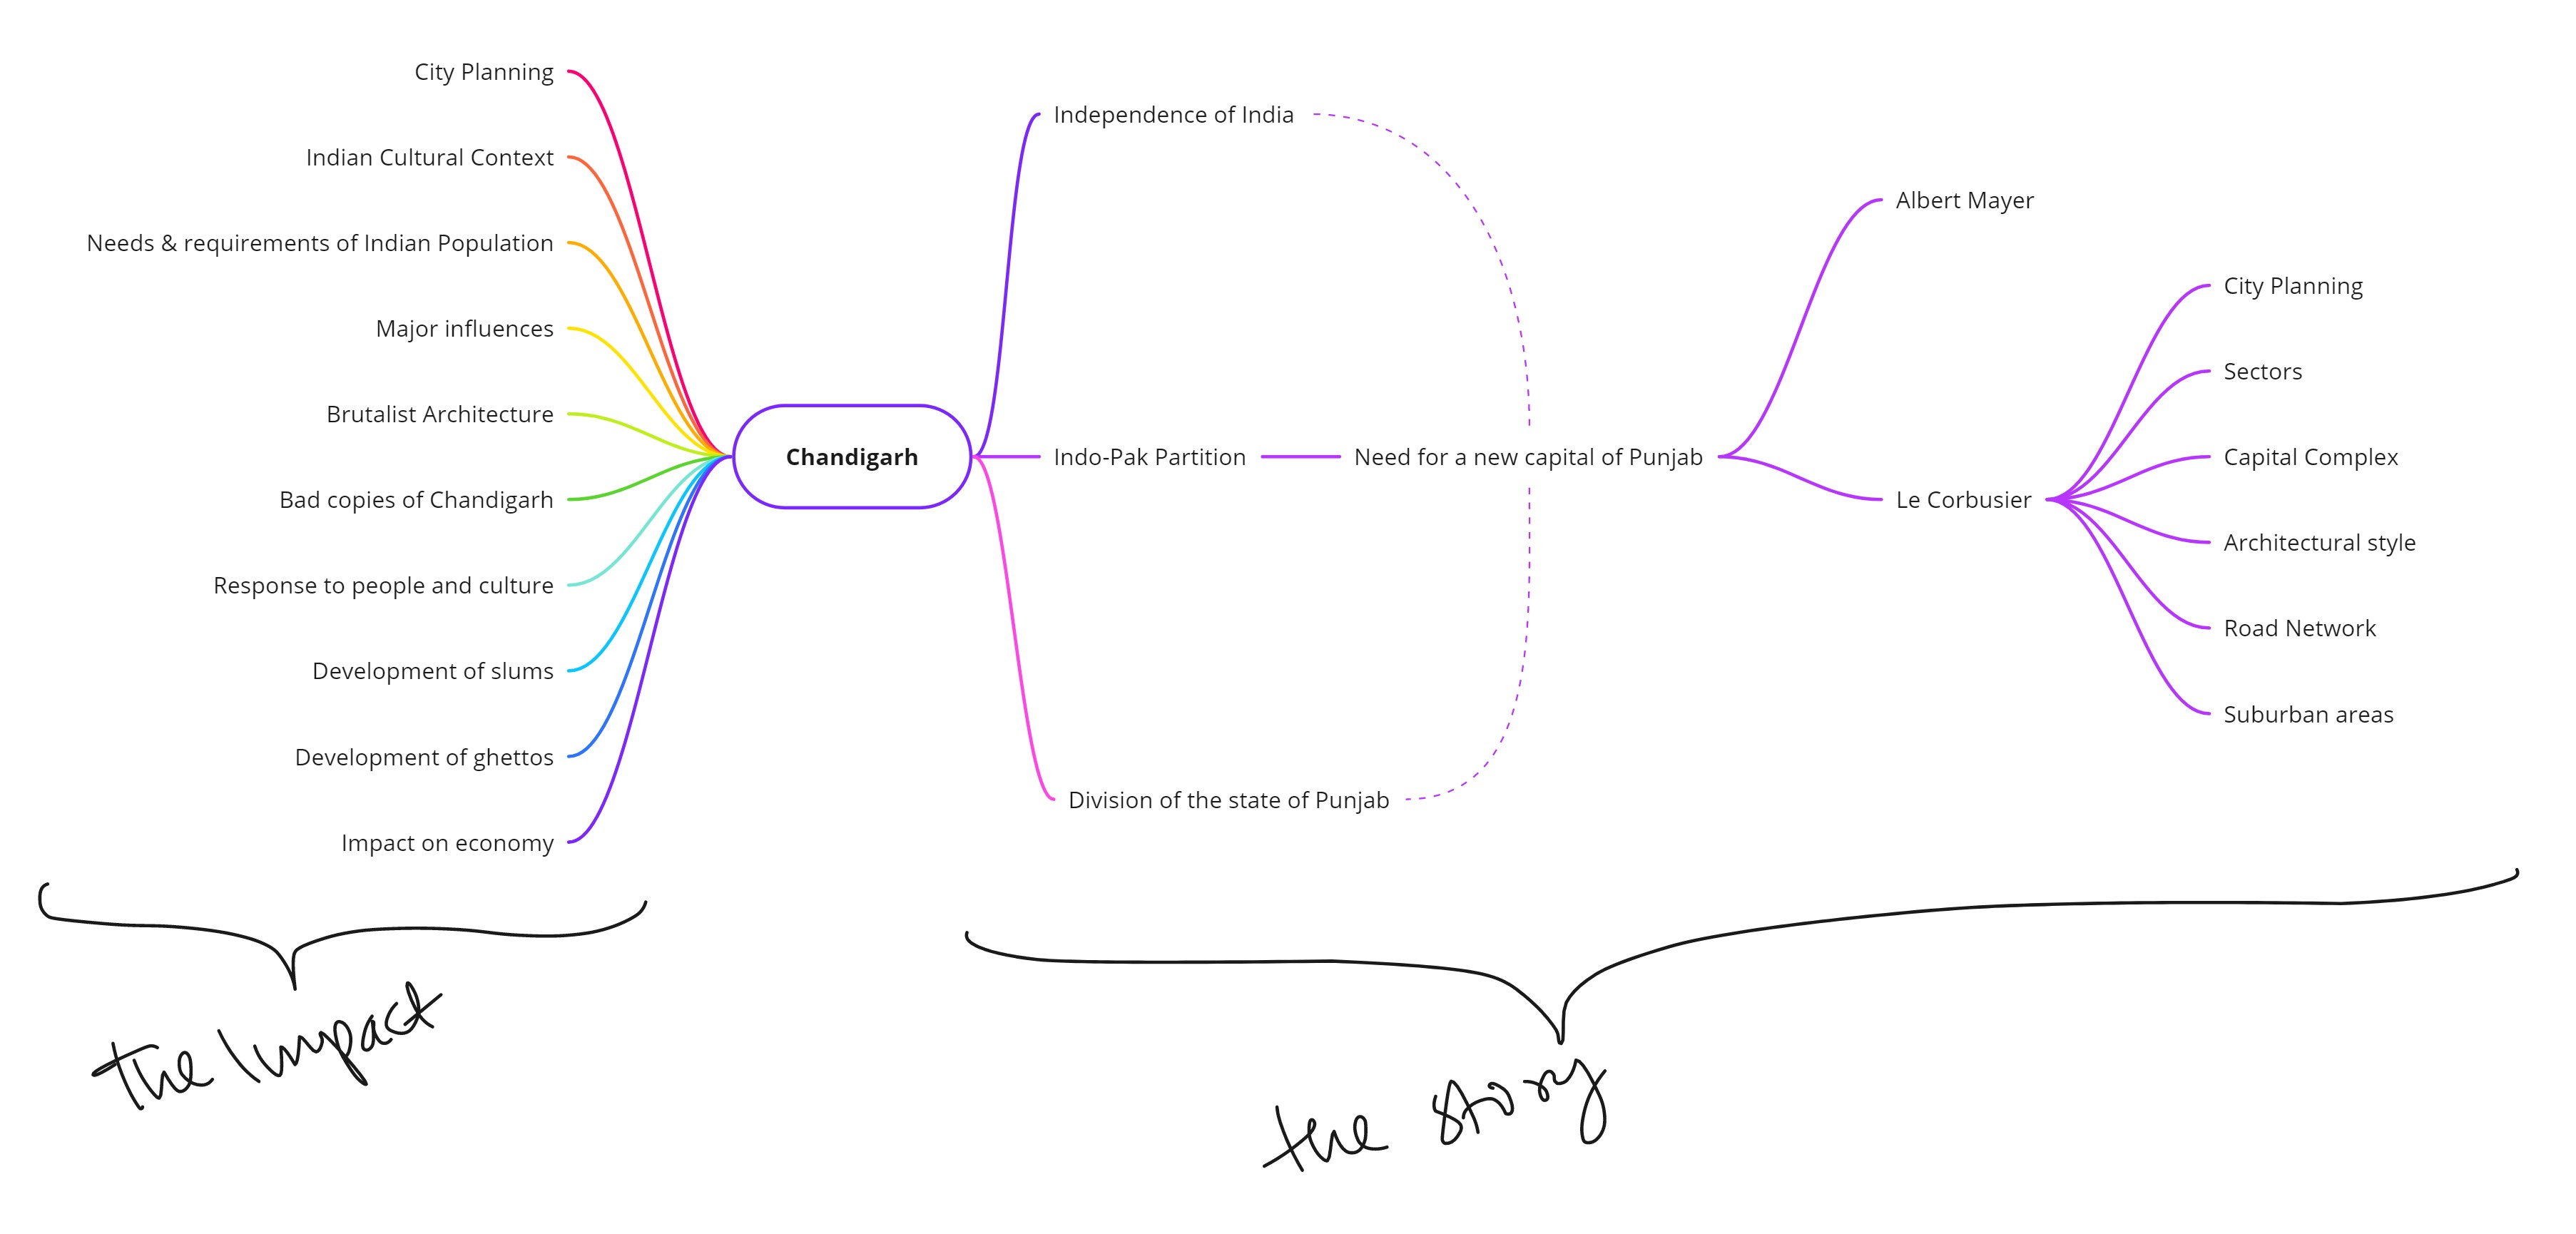 City Planning
Indian Cultural Context
Needs & requirements of Indian Population
Major influences
Brutalist Architecture
Bad copies of Chandigarh
Response to people and culture
Development of slums
Development of ghettos
Impact on economy
Chandigarh
Independence of India
Indo-Pak Partition
Need for a new capital of Punjab
Division of the state of Punjab
Albert Mayer
Le Corbusier
City Planning
Sectors
Capital Complex
Architectural style
Road Network
Suburban areas
the Impact
the story